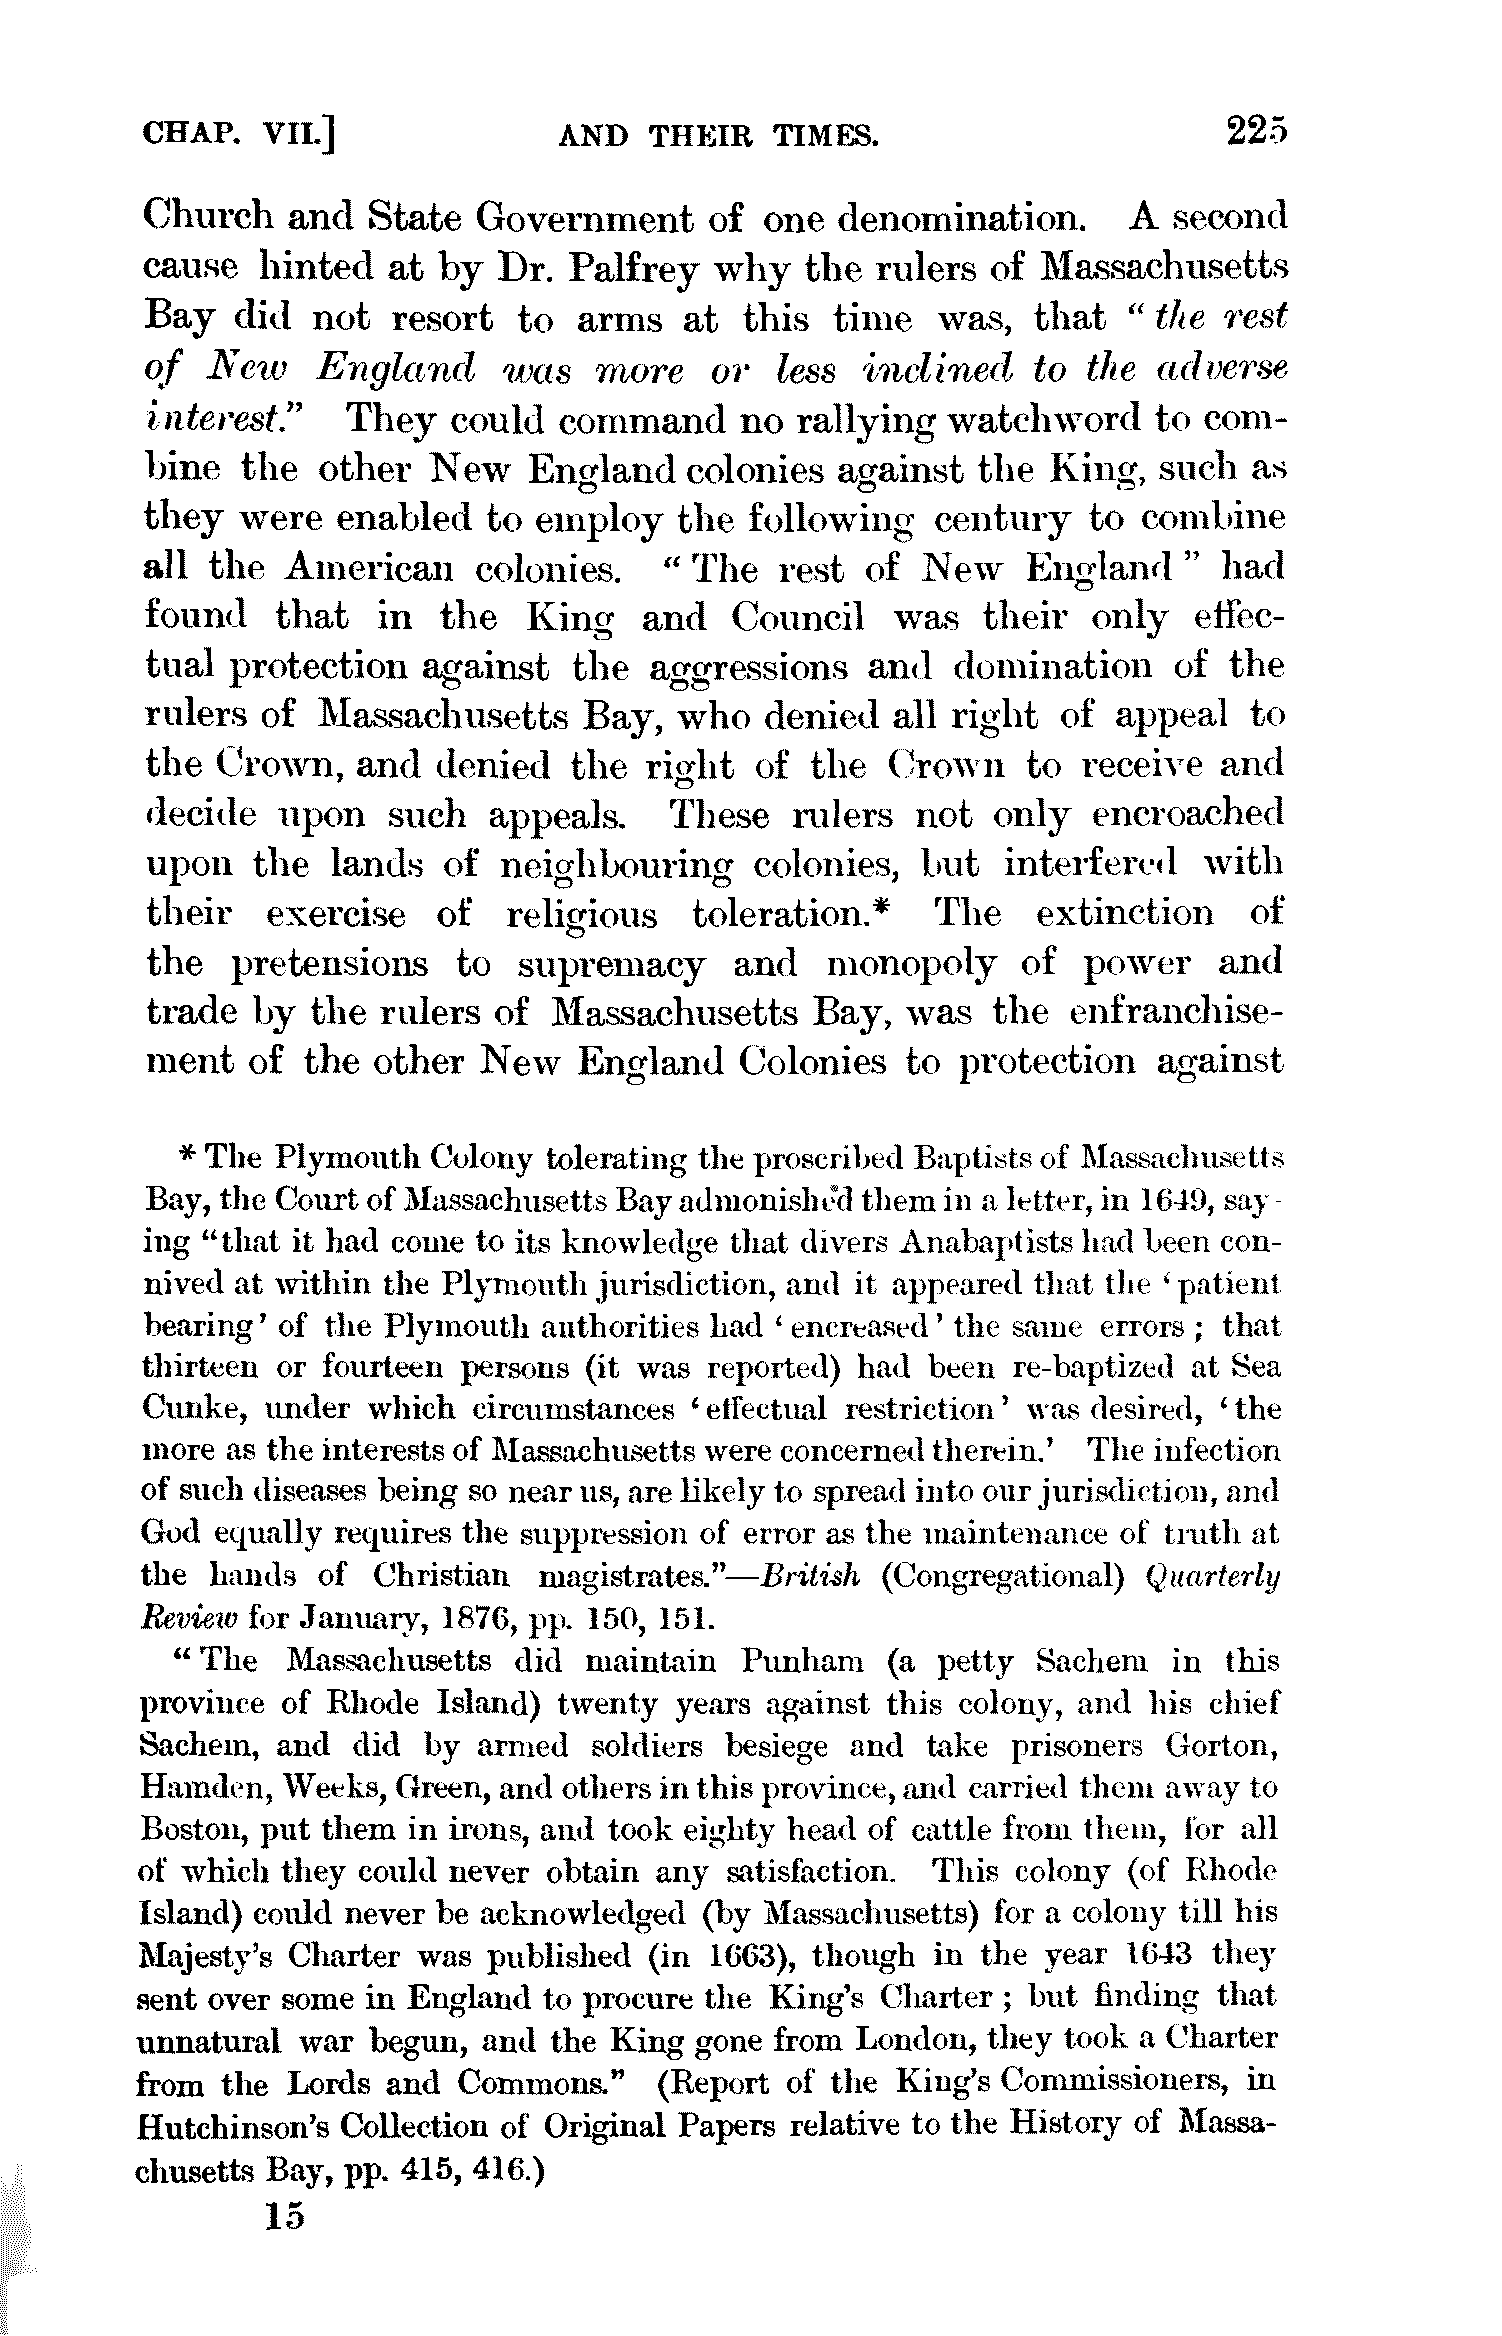 CHAP. VII.] AND THEIR TIMES. 225
Church and State Government of one denomination. A second
cause hinted at by Dr. Palfrey why the rulers of Massachusetts
Bay did not resort to arms at this time was, that “the rest
of New England was more or less inclined to the adverse
interest.” They could command no rallying watchword to com-
bine the other New England colonies against the King, such as
they were enabled to employ the following century to combine
all the American colonies. “The rest of New England” had
found that in the King and Council was their only effec-
tual protection against the aggressions and domination of the
rulers of Massachusetts Bay, who denied all right of appeal to
the Crown, and denied the right of the Crown to receive and
decide upon such appeals. These rulers not only encroached
upon the lands of neighbouring colonies, but interfered with
their exercise of religious toleration.* The extinction of
the pretensions to supremacy and monopoly of power and
trade by the rulers of Massachusetts Bay, was the enfranchise-
ment of the other New England Colonies to protection against
* The Plymouth Colony tolerating the proscribed Baptists of Massachusetts
Bay, the Court of Massachusetts Bay admonished them in a letter, in 1649, say-
ing “that it had come to its knowledge that divers Anabaptists had been con-
nived at within the Plymouth jurisdiction, and it appeared that the ‘patient
bearing’ of the Plymouth authorities had ‘encreased’ the same errors; that
thirteen or fourteen persons (it was reported) had been re-baptized at Sea
Cunke, under which circumstances ‘effectual restriction’ was desired, ‘the
more as the interests of Massachusetts were concerned therein.’ The infection
of such diseases being so near us, are likely to spread into our jurisdiction, and
God equally requires the suppression of error as the maintenance of truth at
the hands of Christian magistrates.”—British (Congregational) Quarterly
Review for January, 1876, pp. 150, 151.
“The Massachusetts did maintain Punham (a petty Sachem in this
province of Rhode Island) twenty years against this colony, and his chief
Sachem, and did by armed soldiers besiege and take prisoners Gorton,
Hamden, Weeks, Green, and others in this province, and carried them away to
Boston, put them in irons, and took eighty head of cattle from them, for all
of which they could never obtain any satisfaction. This colony (of Rhode
Island) could never be acknowledged (by Massachusetts) for a colony till his
Majesty’s Charter was published (in 1663), though in the year 1643 they
sent over some in England to procure the King’s Charter; but finding that
unnatural war begun, and the King gone from London, they took a Charter
from the Lords and Commons.” (Report of the King’s Commissioners, in
Hutchinson’s Collection of Original Papers relative to the History of Massa-
chusetts Bay, pp. 415, 416.)
15